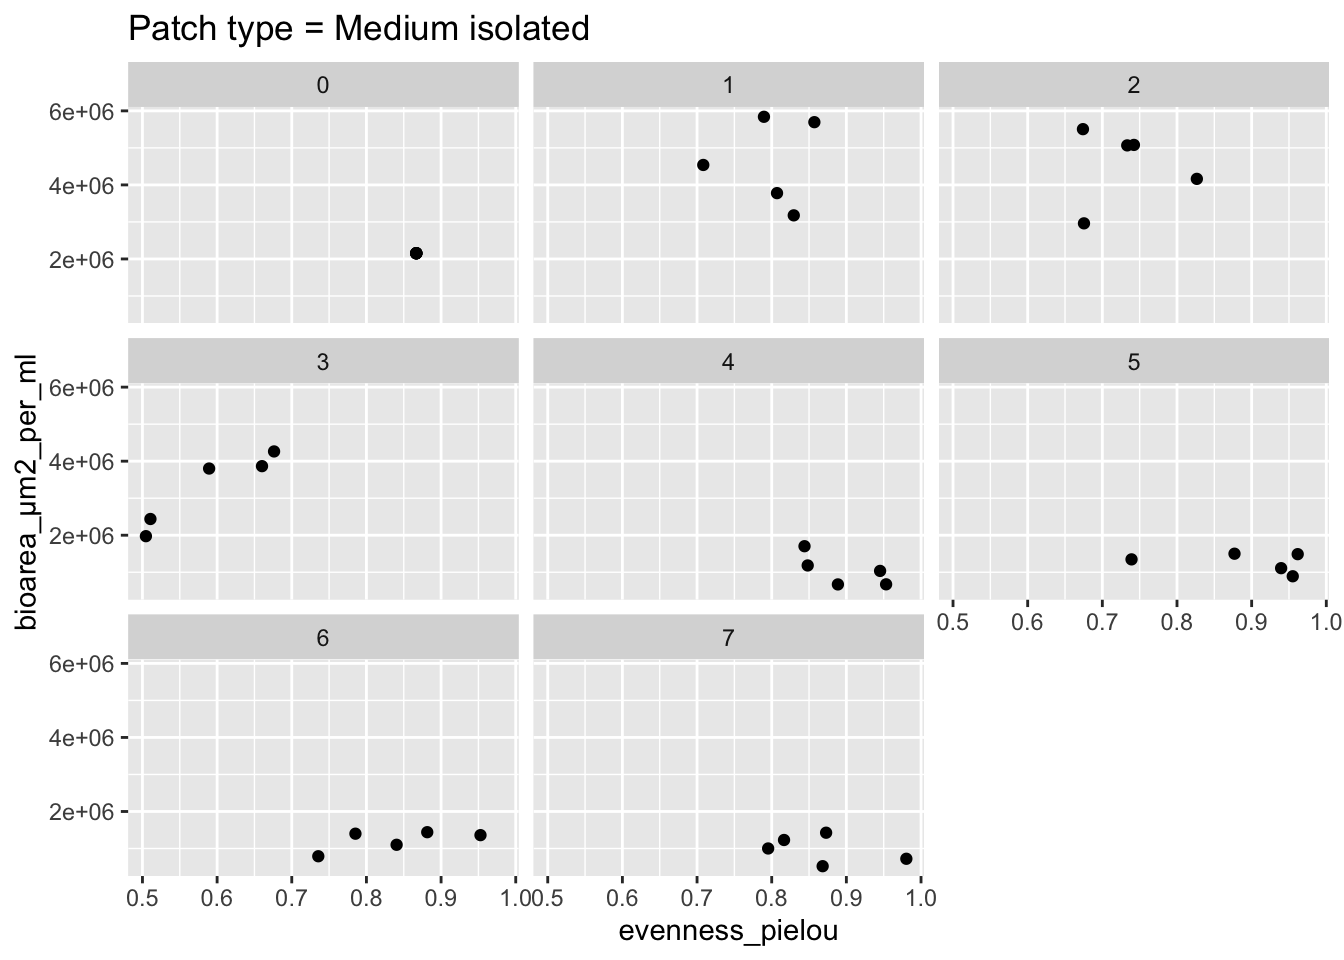 Patch type = Medium isolated
0 1 2
6e+06
4e+06
2e+06
3 4 5
6e+06
4e+06
2e+06
0.5 0.6 0.7 0.8 0.9 1.0
6 7
6e+06
4e+06
2e+06
0.5 0.6 0.7 0.8 0.9 1.0 0.5 0.6 0.7 0.8 0.9 1.0
evenness_pielou
bioarea_µm2_per_ml